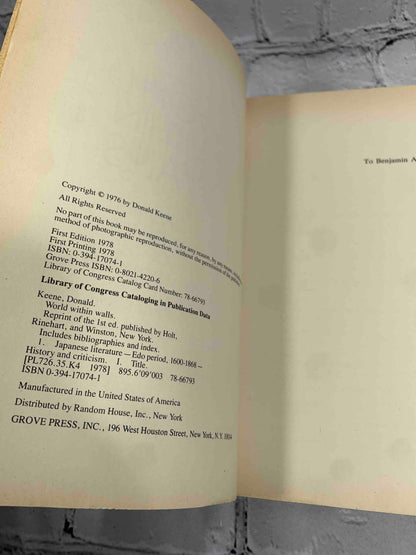 Copyright © 1976 by Donald Keene
All Rights Reserved
No part of this book may be reproduced, for any reason, by any means, including any
method of photographic reproduction, without the permission of the publisher.
First Edition 1978
First Printing 1978
ISBN: 0-394-17074-1
Grove Press ISBN: 0-8021-4220-6
Library of Congress Catalog Card Number: 78-66793
Library of Congress Cataloging in Publication Data
Keene, Donald.
World within walls.
Reprint of the 1st ed. published by Holt,
Rinehart, and Winston, New York.
Includes bibliographies and index.
1. Japanese literature—Edo period, 1600-1868—
History and criticism. I. Title.
[PL726.35.K4 1978] 895.6'09'003 78-66793
ISBN 0-394-17074-1
Manufactured in the United States of America
Distributed by Random House, Inc., New York
GROVE PRESS, INC., 196 West Houston Street, New York, N.Y. 10014
To Benjamin A